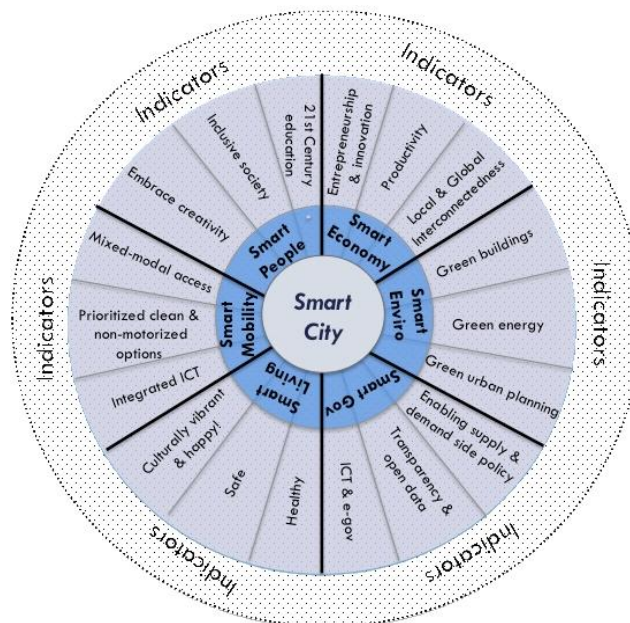 Indicators
Indicators
Indicators
Indicators
Indicators
Indicators
Smart
City
Smart
Economy
Entrepreneurship
& innovation
Productivity
Local & Global
Interconnectedness
Smart
Enviro
Green buildings
Green energy
Green urban planning
Smart Gov
Enabling supply &
demand side policy
Transparency &
open data
ICT & e-gov
Smart
Living
Healthy
Safe
Culturally vibrant
& happy!
Smart
Mobility
Integrated ICT
Prioritized clean &
non-motorized
options
Mixed-modal access
Smart
People
Embrace creativity
Inclusive society
21st Century
education